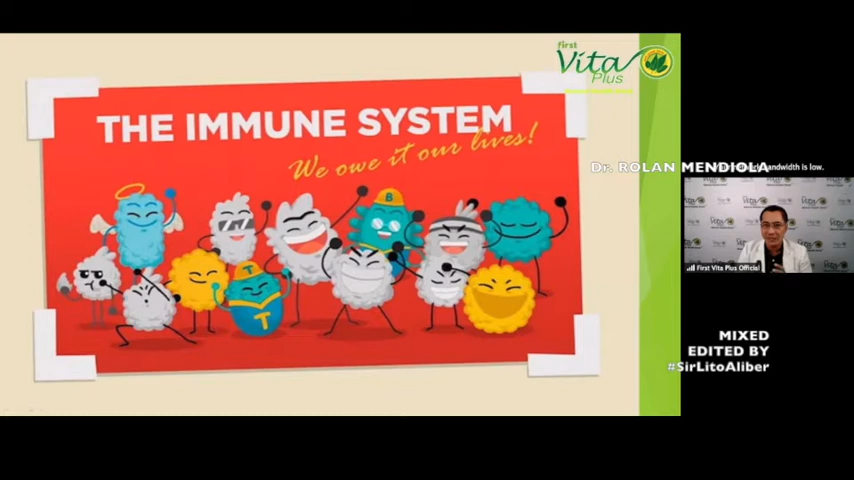 first
Vita
Plus
THE IMMUNE SYSTEM
We owe it our lives!
B
T
T
Dr. ROLAN MENDIOLA
bandwidth is low.
First Vita Plus Official
MIXED
EDITED BY
#SirLitoAliber